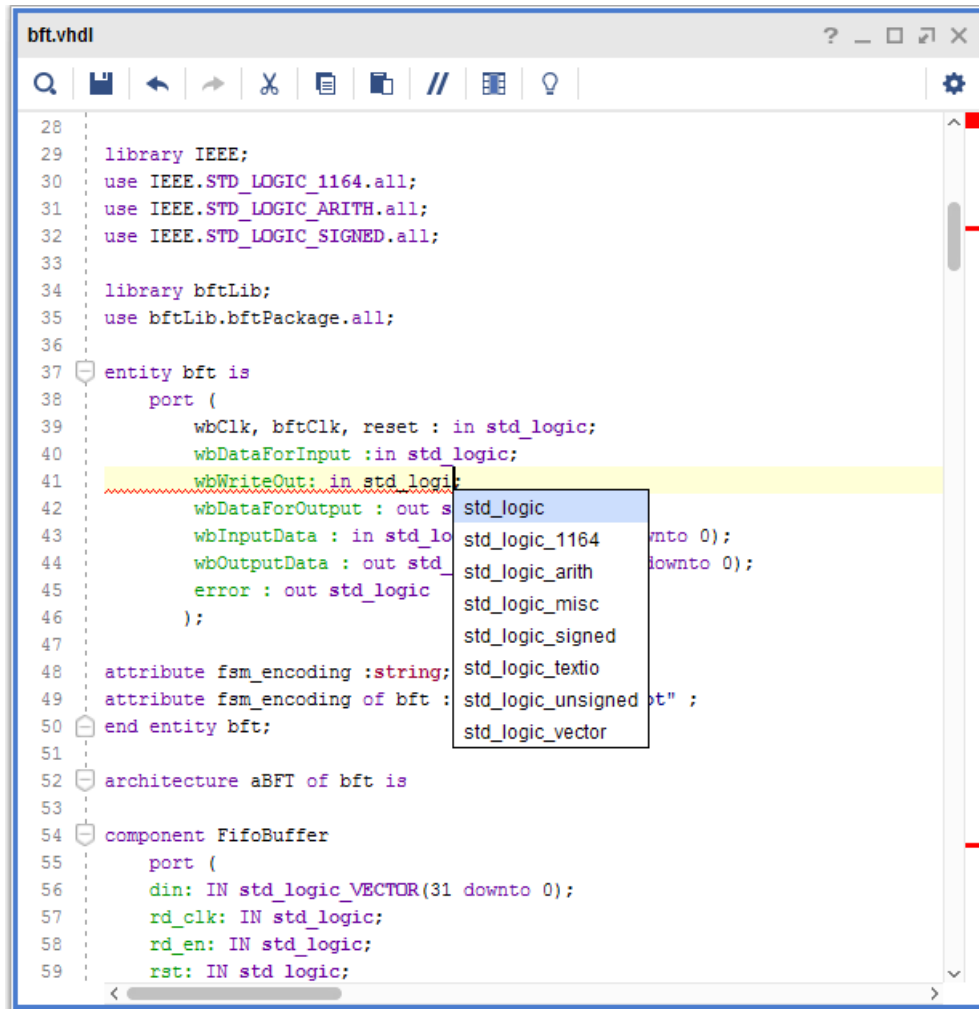 bft.vhdl
28
29 library IEEE;
30 use IEEE.STD_LOGIC_1164.all;
31 use IEEE.STD_LOGIC_ARITH.all;
32 use IEEE.STD_LOGIC_SIGNED.all;
33
34 library bftLib;
35 use bftLib.bftPackage.all;
36
37 entity bft is
38 port (
39 wbClk, bftClk, reset : in std_logic;
40 wbDataForInput :in std_logic;
41 wbWriteOut: in std_logi;
42 wbDataForOutput : out s
std_logic
43 wbInputData : in std_lo
std_logic_1164
nto 0);
44 wbOutputData : out std_
std_logic_arith
downto 0);
45 error : out std_logic
std_logic_misc
46 );
std_logic_signed
47
48 attribute fsm_encoding :string;
std_logic_textio
49 attribute fsm_encoding of bft :
std_logic_unsigned
ot" ;
50 end entity bft;
std_logic_vector
51
52 architecture aBFT of bft is
53
54 component FifoBuffer
55 port (
56 din: IN std_logic_VECTOR(31 downto 0);
57 rd_clk: IN std_logic;
58 rd_en: IN std_logic;
59 rst: IN std logic;